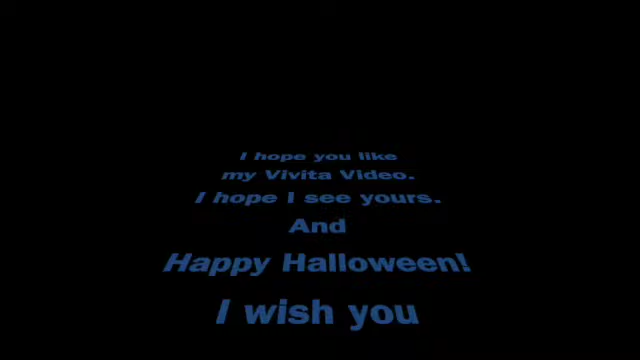 I hope you like
my Vivita Video.
I hope I see yours.
And
Happy Halloween!
I wish you